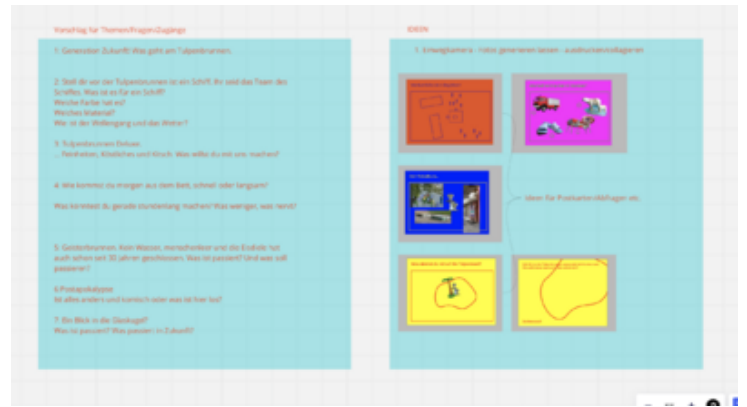 Vorschlag für Themen/Fragen/Zugänge
1: Generation Zukunft! Was geht am Tulpenbrunnen.
2: Stell dir vor der Tulpenbrunnen ist ein Schiff. Ihr seid das Team des
Schiffes. Was ist es für ein Schiff?
Welche Farbe hat es?
Welches Material?
Wie ist der Wellengang und das Wetter?
3: Tulpenbrunnen Deluxe.
... Feinheiten, Köstliches und Kitsch. Was willst du mit uns machen?
4: Wie kommst du morgen aus dem Bett, schnell oder langsam?
Was könntest du gerade stundenlang machen? Was weniger, was nervt?
5: Geisterbrunnen. Kein Wasser, menschenleer und die Eisdiele hat
auch schon seit 10 Jahren geschlossen. Was ist passiert? Und was soll
passieren?
6:Postapokalypse
Ist alles anders und komisch oder was ist hier los?
7: Ein Blick in die Glaskugel?
Was ist passiert? Was passiert in Zukunft?
IDEEN
1. Einwegkamera - Fotos generieren lassen -
Ideen für Postkarten/Abfragen etc.